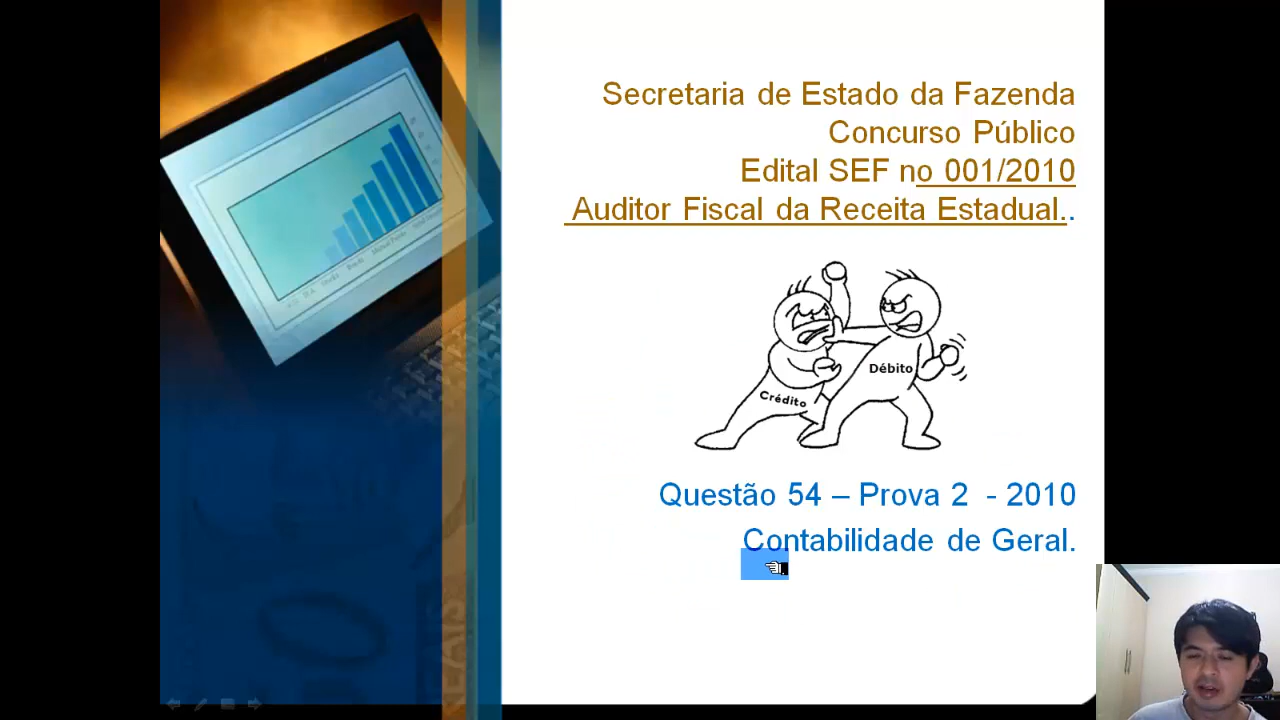 Secretaria de Estado da Fazenda
Concurso Público
Edital SEF no 001/2010
Auditor Fiscal da Receita Estadual..
Crédito
Débito
Questão 54 – Prova 2 - 2010
Contabilidade de Geral.
REAIS